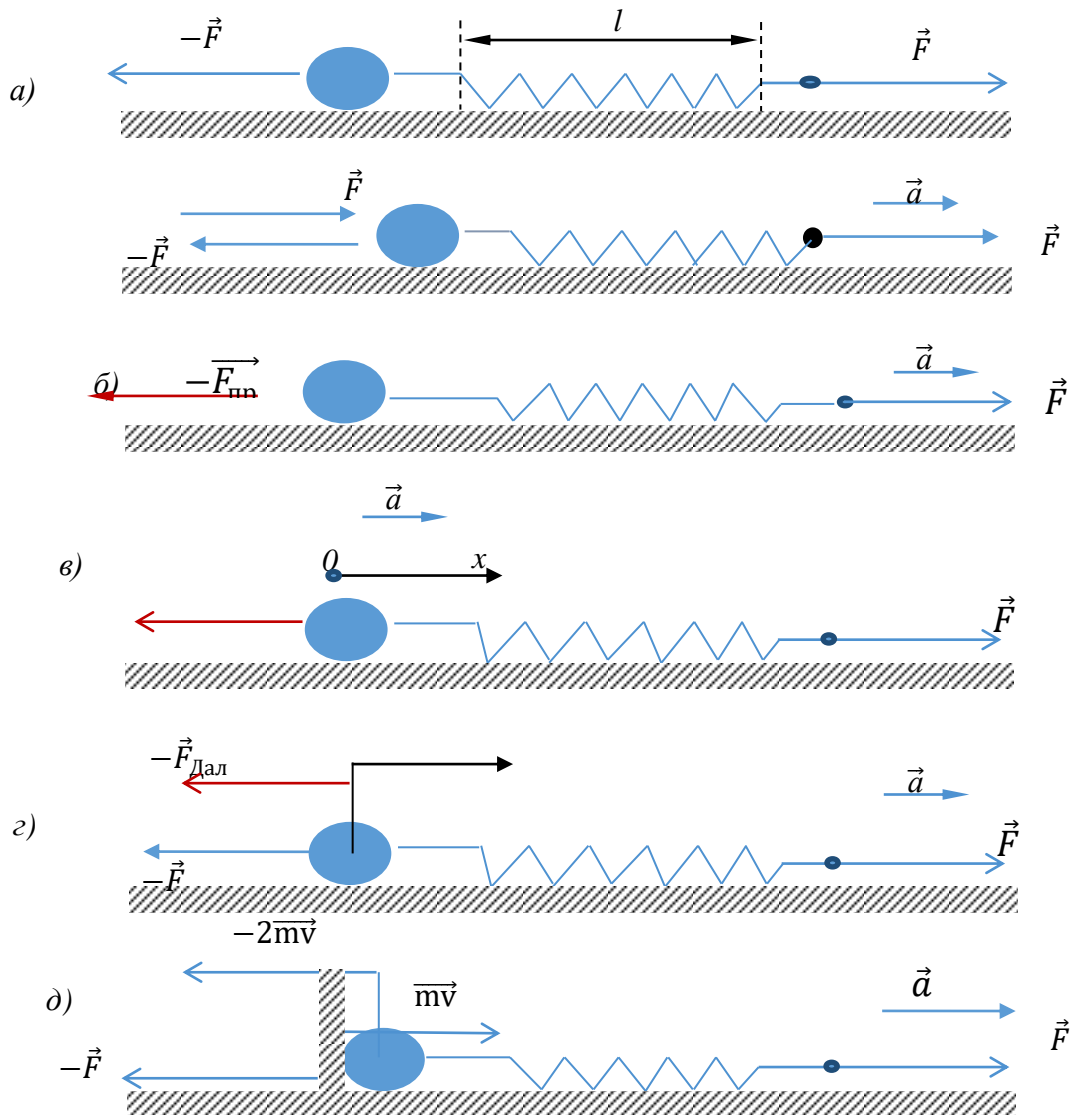 −F⃗ l F⃗
а)
F⃗ a⃗
−F⃗ F⃗
б) −F⃗пр a⃗ F⃗
a⃗
в) 0 x
F⃗
−F⃗Дал a⃗
г) F⃗
−F⃗
−2mv⃗
д) mv⃗ a⃗
−F⃗ F⃗